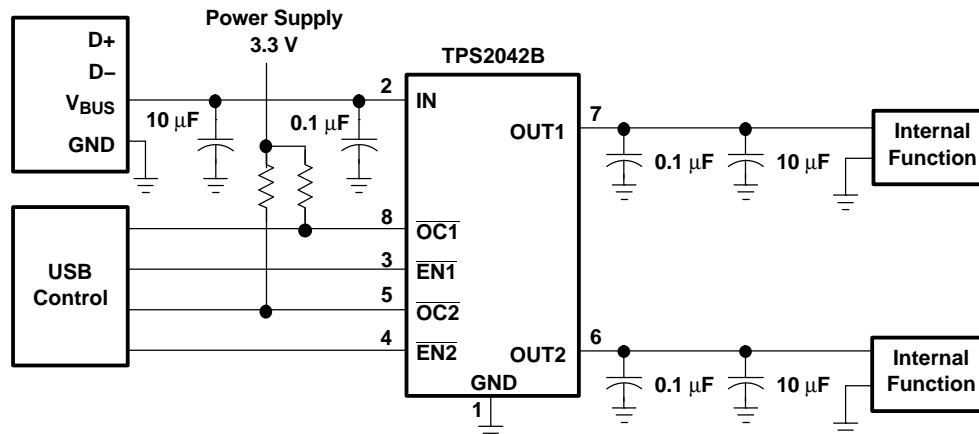 Power Supply
3.3 V
D+
D−
VBUS
GND
10 μF
0.1 μF
TPS2042B
2
IN
8
OC1
3
EN1
5
OC2
4
EN2
GND
1
USB
Control
OUT1
7
0.1 μF
10 μF
Internal
Function
OUT2
6
0.1 μF
10 μF
Internal
Function